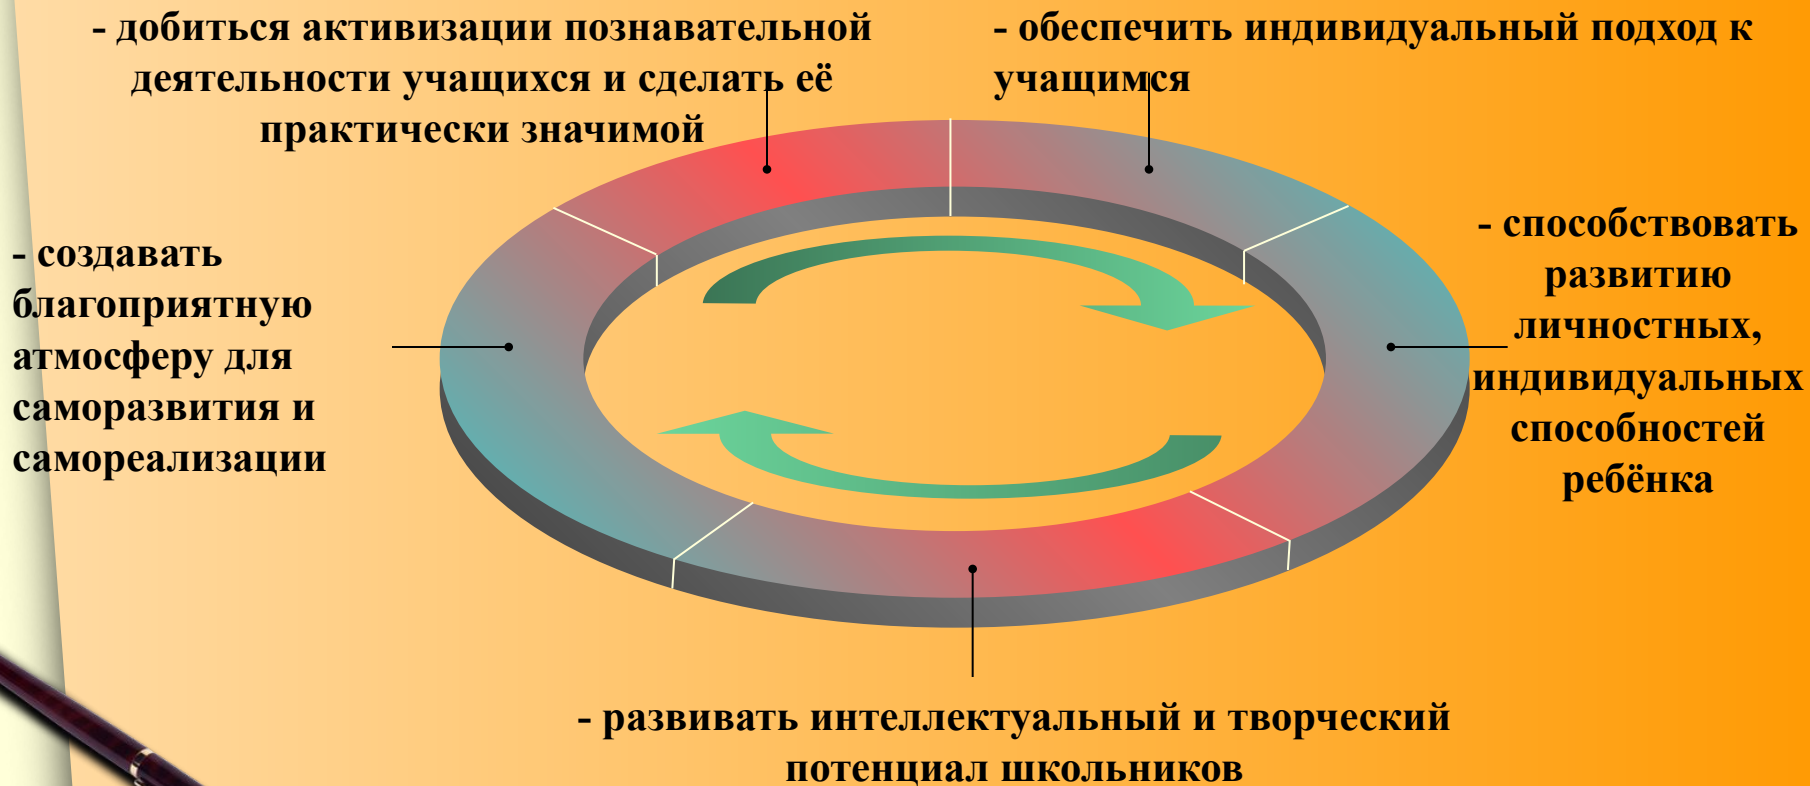 - добиться активизации познавательной
деятельности учащихся и сделать её
практически значимой
- обеспечить индивидуальный подход к
учащимся
- способствовать
развитию
личностных,
индивидуальных
способностей
ребёнка
- создавать
благоприятную
атмосферу для
саморазвития и
самореализации
- развивать интеллектуальный и творческий
потенциал школьников